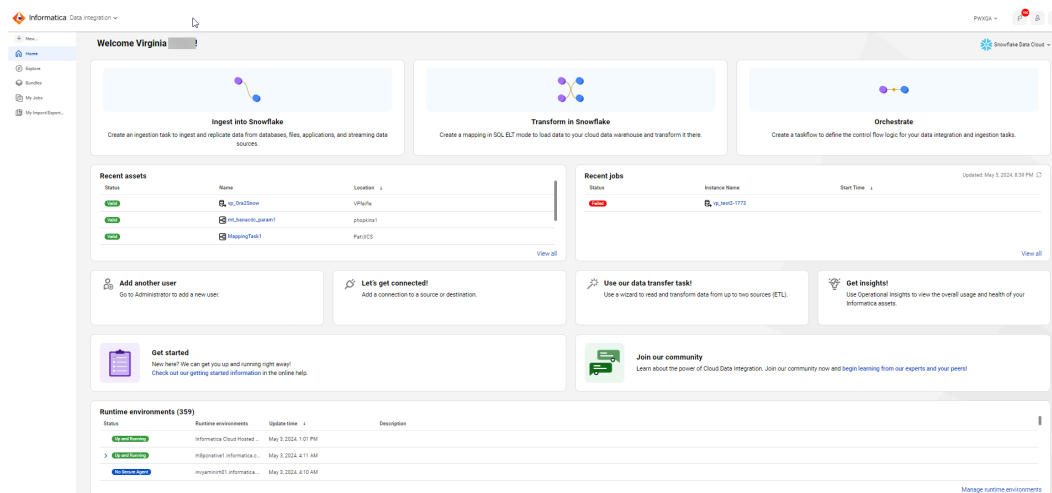 Informatica Data Integration
PWXGA
New...
Home
Explore
Bundles
My Jobs
My Import/Export...
Welcome Virginia !
Snowflake Data Cloud
Ingest into Snowflake
Create an ingestion task to ingest and replicate data from databases, files, applications, and streaming data
sources.
Transform in Snowflake
Create a mapping in SQL ELT mode to load data to your cloud data warehouse and transform it there.
Orchestrate
Create a taskflow to define the control flow logic for your data integration and ingestion tasks.
Recent assets
Status Name Location ↓
Valid vp_Ora2Snow VPfeifle
Valid mt_hanacdc_param1 phopkins1
Valid MappingTask1 PatIICS
View all
Recent jobs
Updated: May 5, 2024, 8:39 PM
Status Instance Name Start Time ↓
Failed vp_test3-1773
View all
Add another user
Go to Administrator to add a new user.
Let's get connected!
Add a connection to a source or destination.
Use our data transfer task!
Use a wizard to read and transform data from up to two sources (ETL).
Get insights!
Use Operational Insights to view the overall usage and health of your
Informatica assets.
Get started
New here? We can get you up and running right away!
Check out our getting started information in the online help.
Join our community
Learn about the power of Cloud Data Integration. Join our community now and begin learning from our experts and your peers!
Runtime environments (359)
Status Runtime environments Update time ↓ Description
Up and Running Informatica Cloud Hosted ... May 3, 2024, 1:01 PM
Up and Running May 3, 2024, 4:11 AM
No Secure Agent invyaminirh01.informatica.... May 3, 2024, 4:10 AM
Manage runtime environments